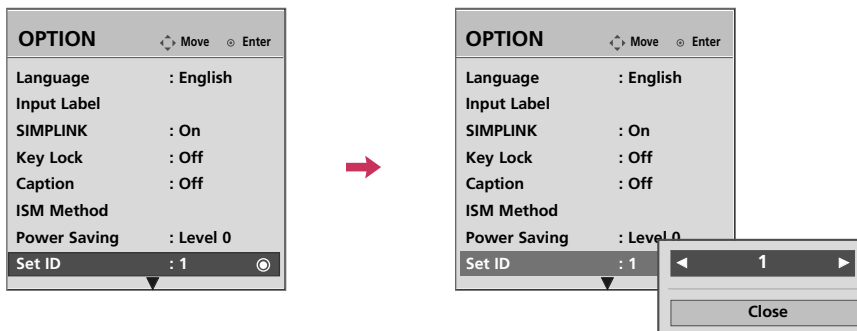 OPTION Move Enter
Language : English
Input Label
SIMPLINK : On
Key Lock : Off
Caption : Off
ISM Method
Power Saving : Level 0
Set ID : 1
OPTION Move Enter
Language : English
Input Label
SIMPLINK : On
Key Lock : Off
Caption : Off
ISM Method
Power Saving : Level 0
Set ID : 1
◄ 1 ►
Close